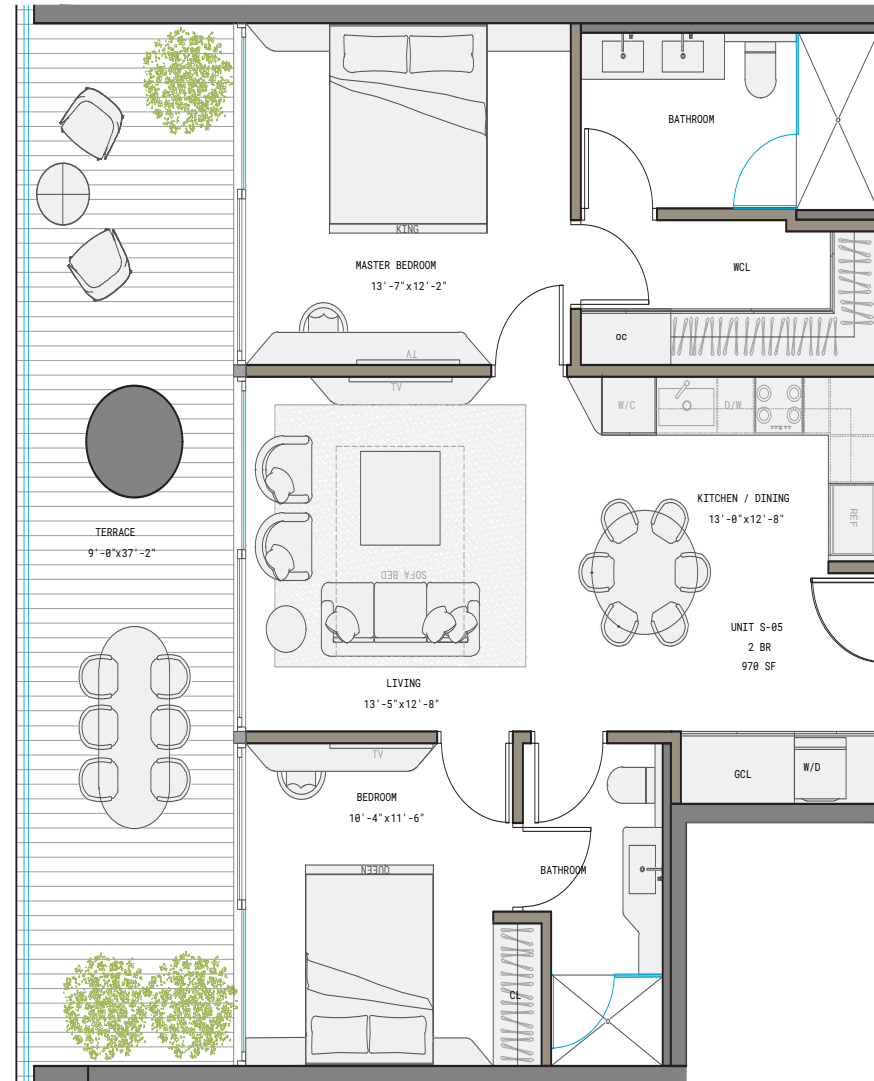 BATHROOM
KING
MASTER BEDROOM
13'-7"x12'-2"
WCL
OC
TV
TV
W/C
D/W
KITCHEN / DINING
13'-0"x12'-8"
REF
TERRACE
9'-0"x37'-2"
SOFA BED
UNIT S-05
2 BR
970 SF
LIVING
13'-5"x12'-8"
TV
GCL
W/D
BEDROOM
10'-4"x11'-6"
QUEEN
BATHROOM
CL